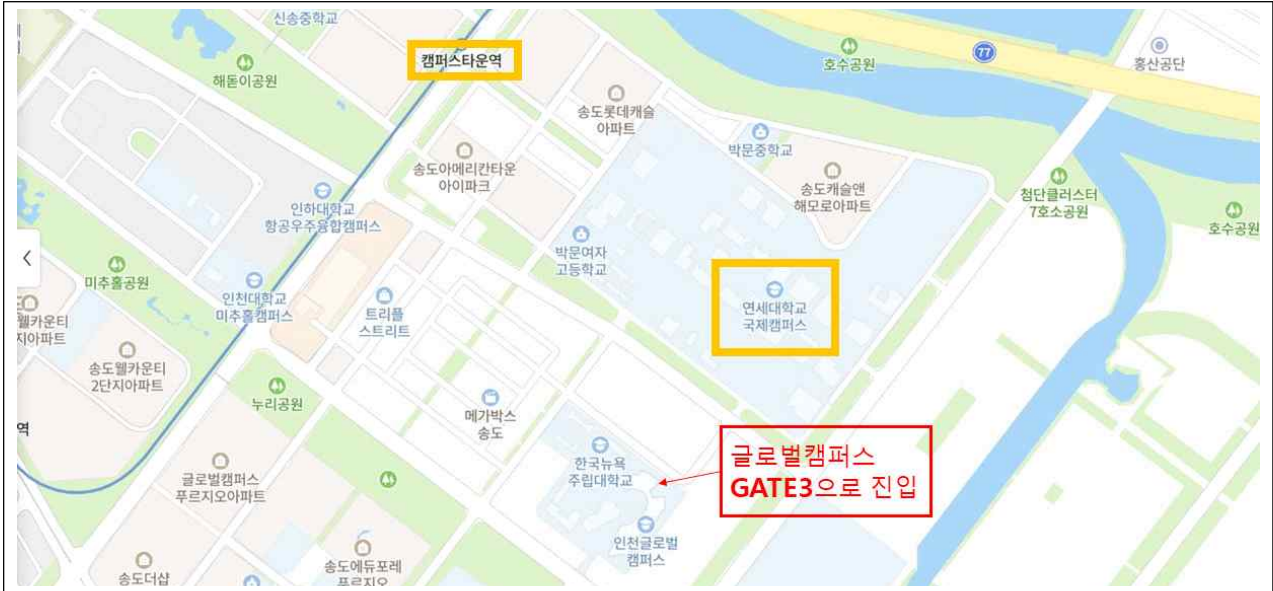 신송중학교
캠퍼스타운역
해돋이공원
호수공원
77
홍산공단
송도롯데캐슬
아파트
박문중학교
송도아메리칸타운
아이파크
송도캐슬앤
해모로아파트
첨단클러스터
7호소공원
호수공원
인하대학교
항공우주융합캠퍼스
박문여자
고등학교
미추홀공원
인천대학교
미추홀캠퍼스
트리플
스트리트
연세대학교
국제캠퍼스
웰카운티
지아파트
송도웰카운티
2단지아파트
누리공원
메가박스
송도
역
글로벌캠퍼스
푸르지오아파트
한국뉴욕
주립대학교
글로벌캠퍼스
GATE3으로 진입
인천글로벌
캠퍼스
송도에듀포레
푸르지오
송도더샵